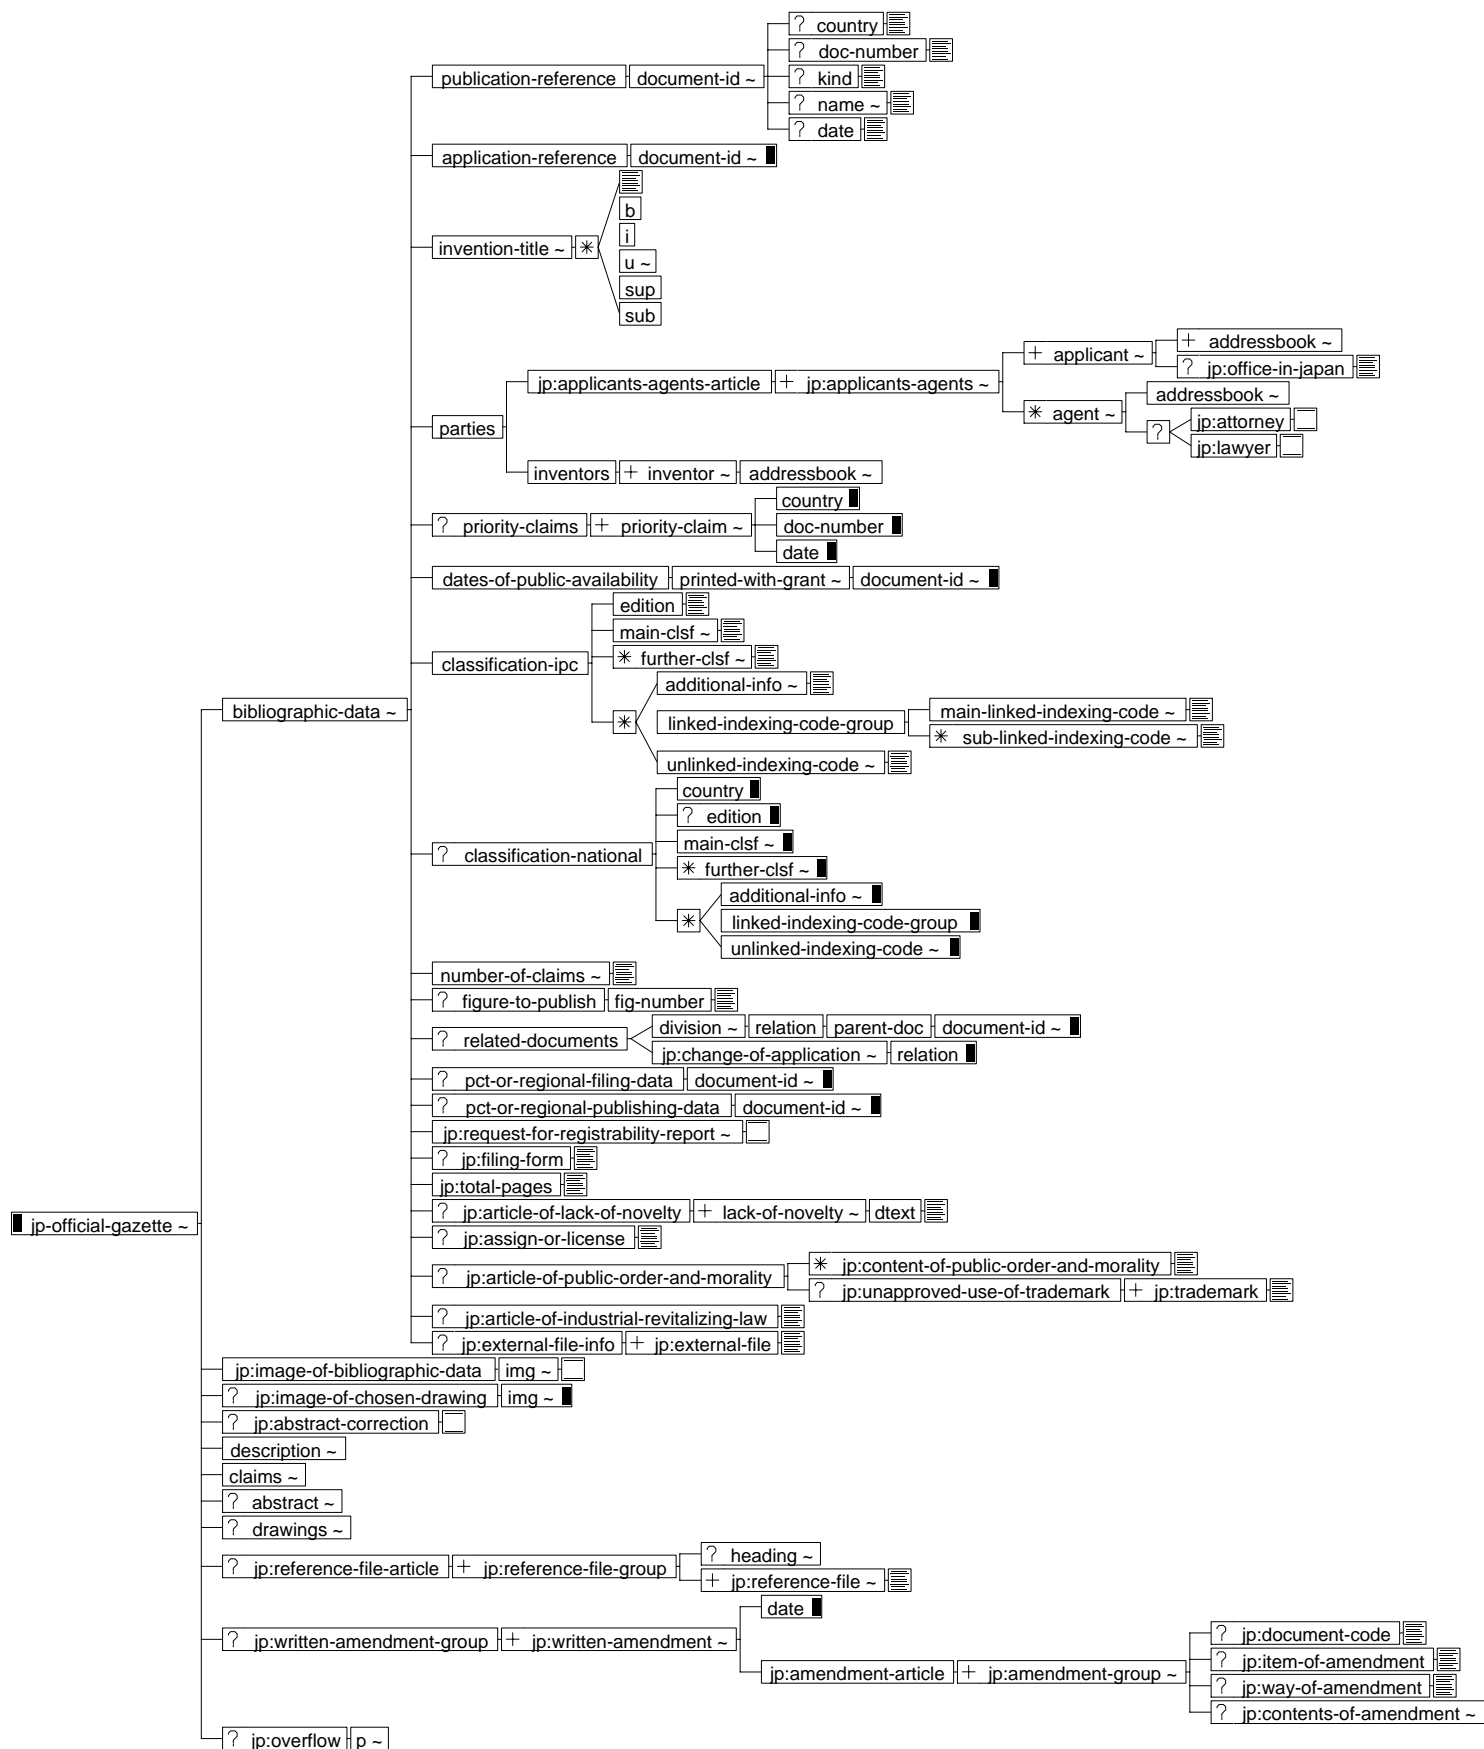 ? country
? doc-number
publication-reference document-id ~ ? kind
? name ~
? date
application-reference document-id ~
b
i
invention-title ~ *
u ~
sup
sub
+ addressbook ~
+ applicant ~
? jp:office-in-japan
jp:applicants-agents-article + jp:applicants-agents ~
addressbook ~
* agent ~
jp:attorney
parties ?
jp:lawyer
inventors + inventor ~ addressbook ~
country
? priority-claims + priority-claim ~ doc-number
date
dates-of-public-availability printed-with-grant ~ document-id ~
edition
main-clsf ~
* further-clsf ~
classification-ipc
additional-info ~
bibliographic-data ~ main-linked-indexing-code ~
* linked-indexing-code-group
* sub-linked-indexing-code ~
unlinked-indexing-code ~
country
? edition
main-clsf ~
? classification-national
* further-clsf ~
additional-info ~
* linked-indexing-code-group
unlinked-indexing-code ~
number-of-claims ~
? figure-to-publish fig-number
division ~ relation parent-doc document-id ~
? related-documents
jp:change-of-application ~ relation
? pct-or-regional-filing-data document-id ~
? pct-or-regional-publishing-data document-id ~
jp:request-for-registrability-report ~
? jp:filing-form
jp:total-pages
? jp:article-of-lack-of-novelty + lack-of-novelty ~ dtext
jp-official-gazette ~
? jp:assign-or-license
* jp:content-of-public-order-and-morality
? jp:article-of-public-order-and-morality
? jp:unapproved-use-of-trademark + jp:trademark
? jp:article-of-industrial-revitalizing-law
? jp:external-file-info + jp:external-file
jp:image-of-bibliographic-data img ~
? jp:image-of-chosen-drawing img ~
? jp:abstract-correction
description ~
claims ~
? abstract ~
? drawings ~
? heading ~
? jp:reference-file-article + jp:reference-file-group
+ jp:reference-file ~
date
? jp:written-amendment-group + jp:written-amendment ~
? jp:document-code
? jp:item-of-amendment
jp:amendment-article + jp:amendment-group ~
? jp:way-of-amendment
? jp:contents-of-amendment ~
? jp:overflow p ~